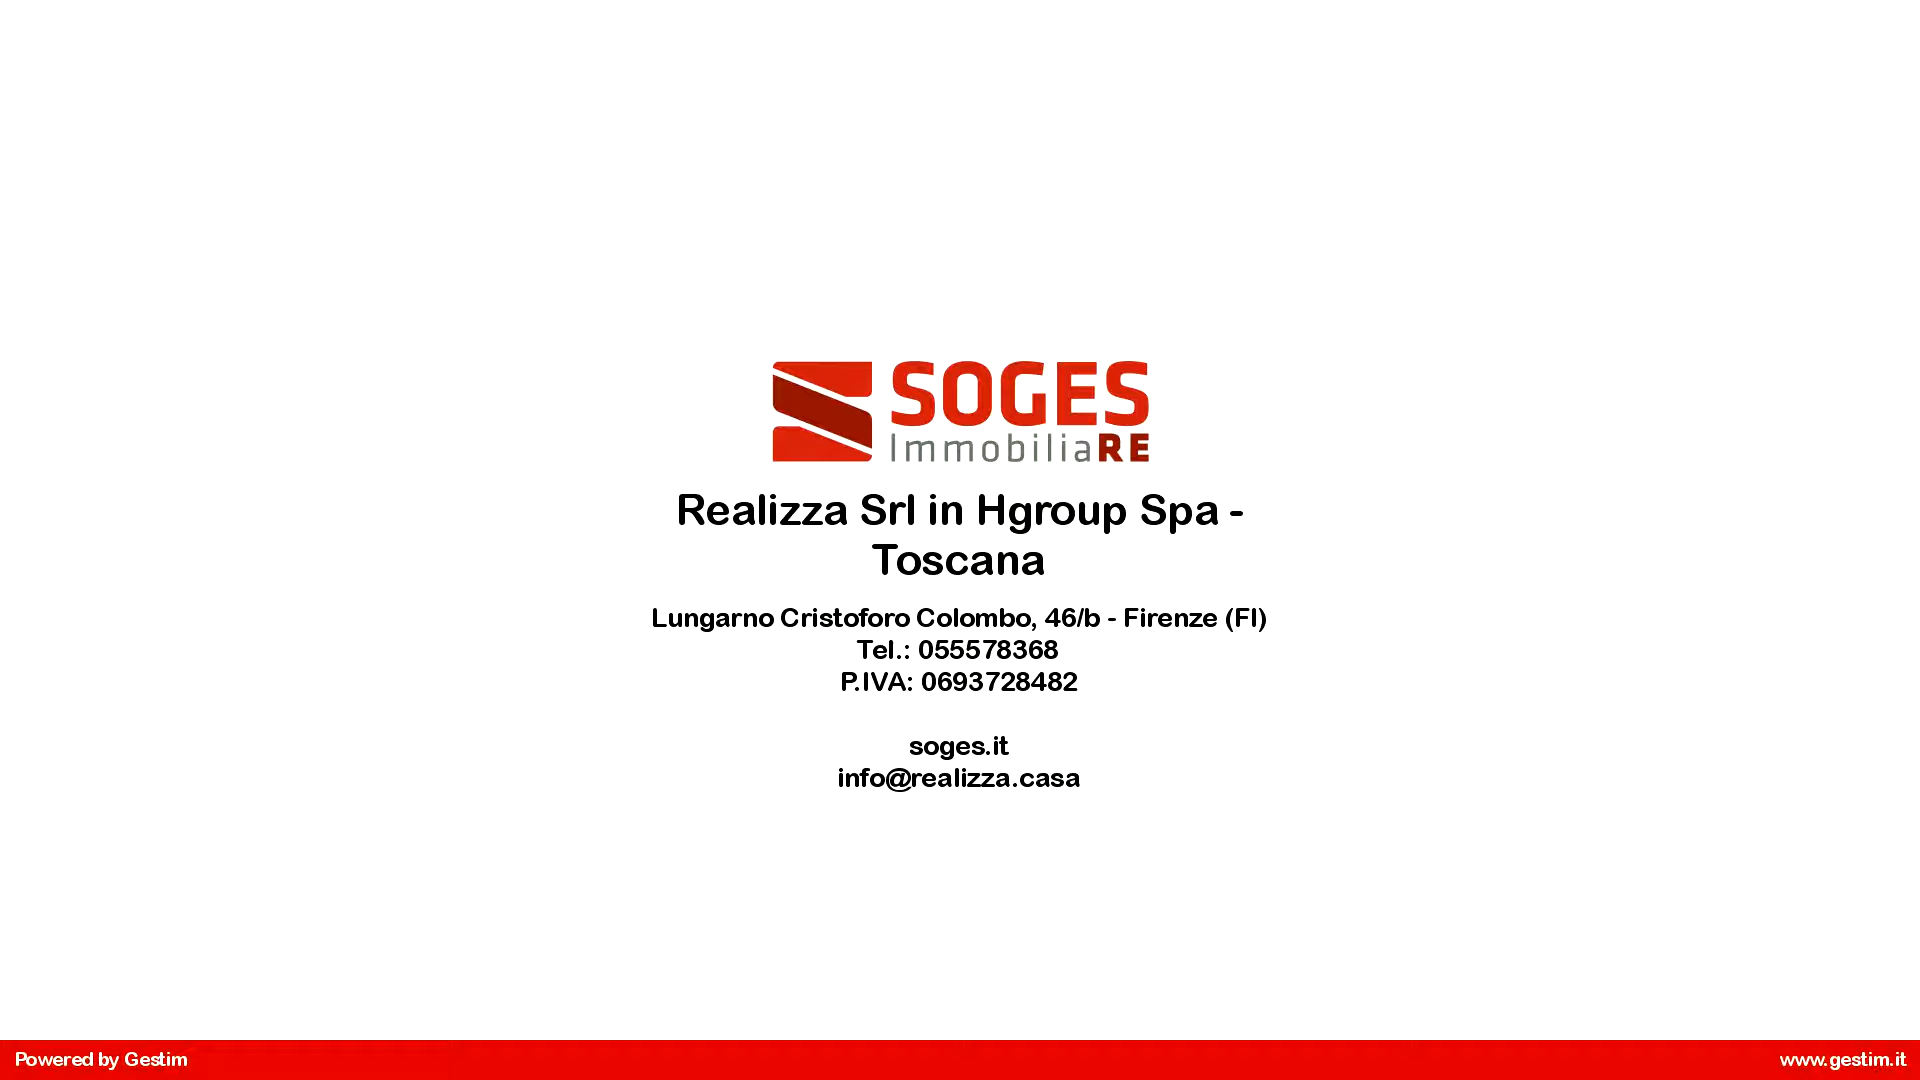 SOGES
ImmobiliaRE
Realizza Srl in Hgroup Spa -
Toscana
Lungarno Cristoforo Colombo, 46/b - Firenze (FI)
Tel.: 055578368
P.IVA: 0693728482
soges.it
info@realizza.casa
Powered by Gestim
www.gestim.it